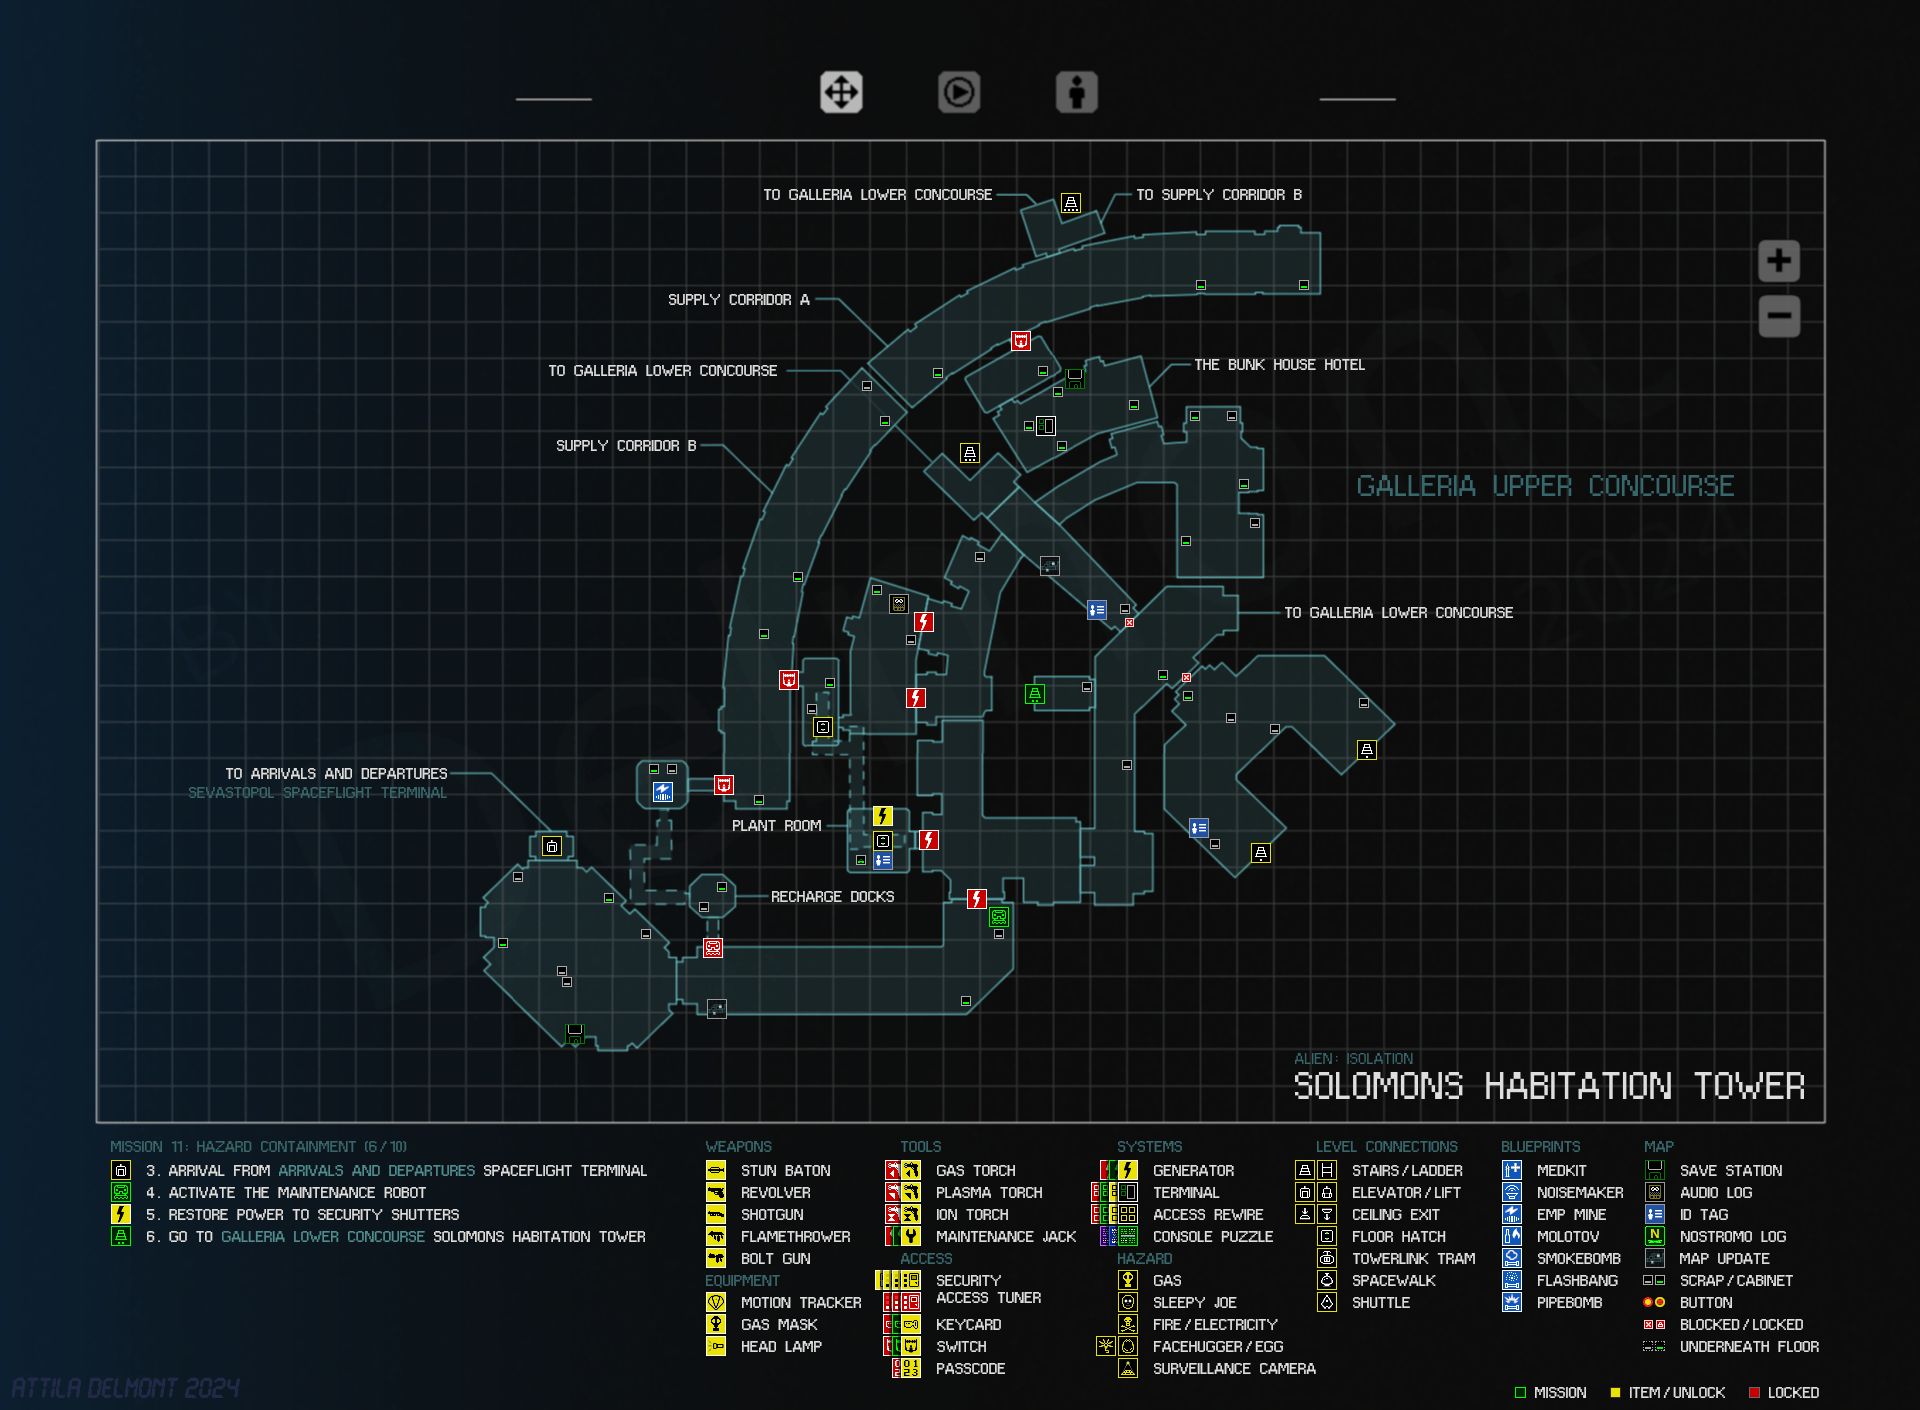 TO GALLERIA LOWER CONCOURSE
TO SUPPLY CORRIDOR B
SUPPLY CORRIDOR A
TO GALLERIA LOWER CONCOURSE
THE BUNK HOUSE HOTEL
SUPPLY CORRIDOR B
GALLERIA UPPER CONCOURSE
TO GALLERIA LOWER CONCOURSE
TO ARRIVALS AND DEPARTURES
SEVASTOPOL SPACEFLIGHT TERMINAL
PLANT ROOM
RECHARGE DOCKS
ALIEN: ISOLATION
SOLOMONS HABITATION TOWER
MISSION 11: HAZARD CONTAINMENT (6/10)
3. ARRIVAL FROM ARRIVALS AND DEPARTURES SPACEFLIGHT TERMINAL
4. ACTIVATE THE MAINTENANCE ROBOT
5. RESTORE POWER TO SECURITY SHUTTERS
6. GO TO GALLERIA LOWER CONCOURSE SOLOMONS HABITATION TOWER
WEAPONS
STUN BATON
REVOLVER
SHOTGUN
FLAMETHROWER
BOLT GUN
EQUIPMENT
MOTION TRACKER
GAS MASK
HEAD LAMP
TOOLS
GAS TORCH
PLASMA TORCH
ION TORCH
MAINTENANCE JACK
ACCESS
SECURITY
ACCESS TUNER
KEYCARD
SWITCH
PASSCODE
SYSTEMS
GENERATOR
TERMINAL
ACCESS REWIRE
CONSOLE PUZZLE
HAZARD
GAS
SLEEPY JOE
FIRE/ELECTRICITY
FACEHUGGER/EGG
SURVEILLANCE CAMERA
LEVEL CONNECTIONS
STAIRS/LADDER
ELEVATOR/LIFT
CEILING EXIT
FLOOR HATCH
TOWERLINK TRAM
SPACEWALK
SHUTTLE
BLUEPRINTS
MEDKIT
NOISEMAKER
EMP MINE
MOLOTOV
SMOKEBOMB
FLASHBANG
PIPEBOMB
MAP
SAVE STATION
AUDIO LOG
ID TAG
NOSTROMO LOG
MAP UPDATE
SCRAP/CABINET
BUTTON
BLOCKED/LOCKED
UNDERNEATH FLOOR
MISSION
ITEM/UNLOCK
LOCKED
ATTILA DELMONT 2024